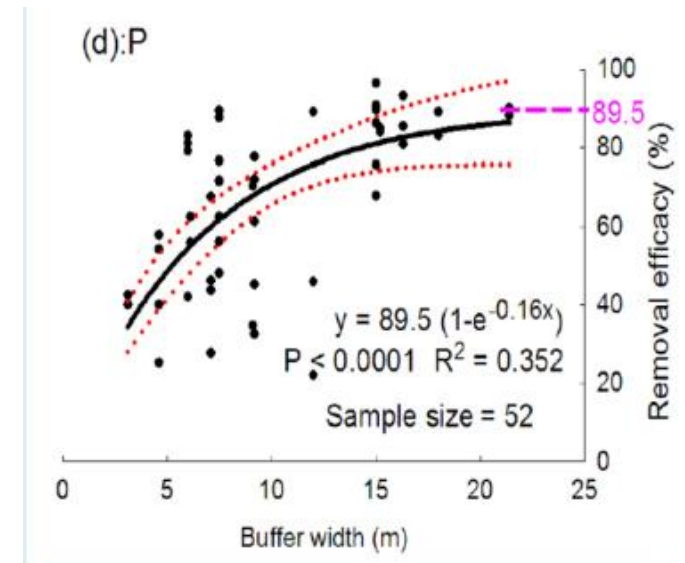 (d):P
100
89.5
80
60
40
20
0
Removal efficacy (%)
y = 89.5 (1-e^-0.16x)
P < 0.0001 R² = 0.352
Sample size = 52
0 5 10 15 20 25
Buffer width (m)